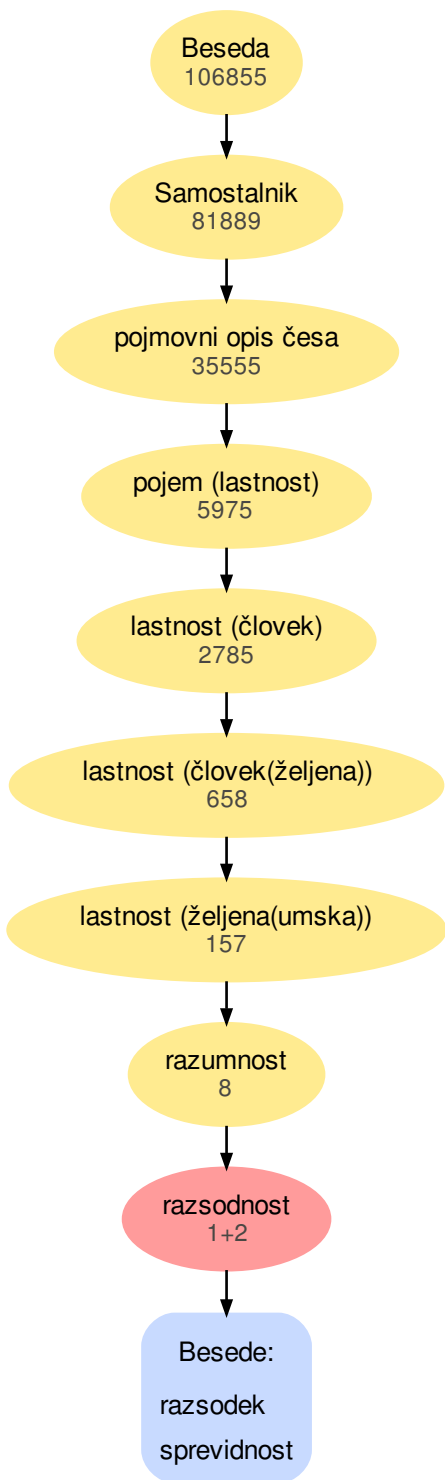 Beseda
106855
Samostalnik
81889
pojmovni opis česa
35555
pojem (lastnost)
5975
lastnost (človek)
2785
lastnost (človek(željena))
658
lastnost (željena(umska))
157
razumnost
8
razsodnost
1+2
Besede:
razsodek
sprevidnost